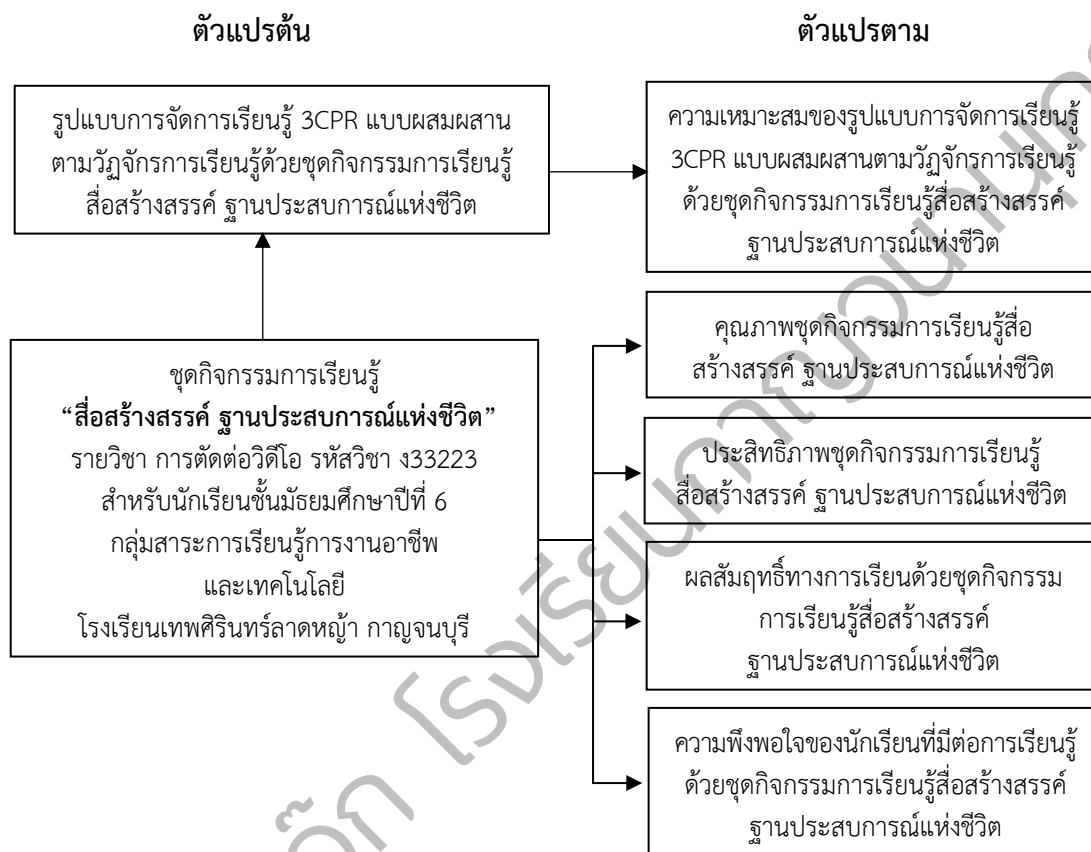 ตัวแปรต้น
ตัวแปรตาม
รูปแบบการจัดการเรียนรู้ 3CPR แบบผสมผสาน
ตามวัฏจักรการเรียนรู้ด้วยชุดกิจกรรมการเรียนรู้
สื่อสร้างสรรค์ ฐานประสบการณ์แห่งชีวิต
ความเหมาะสมของรูปแบบการจัดการเรียนรู้
3CPR แบบผสมผสานตามวัฏจักรการเรียนรู้
ด้วยชุดกิจกรรมการเรียนรู้สื่อสร้างสรรค์
ฐานประสบการณ์แห่งชีวิต
ชุดกิจกรรมการเรียนรู้
“สื่อสร้างสรรค์ ฐานประสบการณ์แห่งชีวิต”
รายวิชา การตัดต่อวิดีโอ รหัสวิชา ง33223
สำหรับนักเรียนชั้นมัธยมศึกษาปีที่ 6
กลุ่มสาระการเรียนรู้การงานอาชีพ
และเทคโนโลยี
โรงเรียนเทพศิรินทร์ลาดหญ้า กาญจนบุรี
คุณภาพชุดกิจกรรมการเรียนรู้สื่อ
สร้างสรรค์ ฐานประสบการณ์แห่งชีวิต
ประสิทธิภาพชุดกิจกรรมการเรียนรู้
สื่อสร้างสรรค์ ฐานประสบการณ์แห่งชีวิต
ผลสัมฤทธิ์ทางการเรียนด้วยชุดกิจกรรม
การเรียนรู้สื่อสร้างสรรค์
ฐานประสบการณ์แห่งชีวิต
ความพึงพอใจของนักเรียนที่มีต่อการเรียนรู้
ด้วยชุดกิจกรรมการเรียนรู้สื่อสร้างสรรค์
ฐานประสบการณ์แห่งชีวิต
โรงเรียนกาญจนานุ